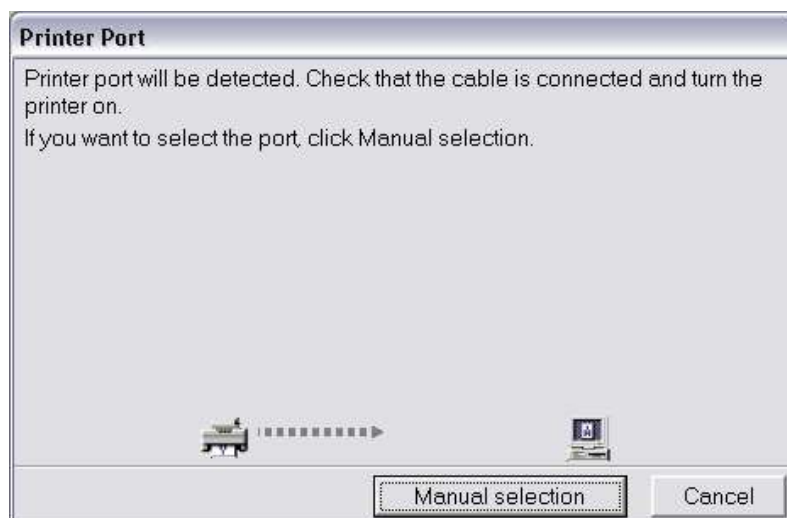 Printer Port
Printer port will be detected. Check that the cable is connected and turn the
printer on.
If you want to select the port, click Manual selection.
Manual selection
Cancel